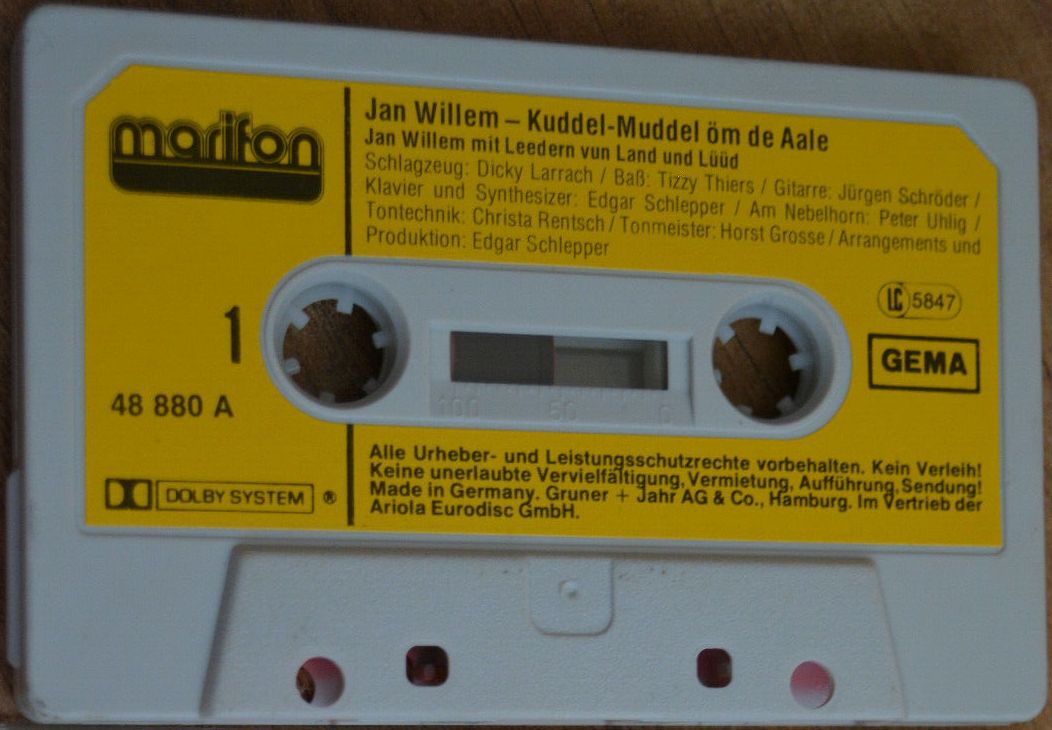 marifon
Jan Willem – Kuddel-Muddel öm de Aale
Jan Willem mit Leedern vun Land und Lüüd
Schlagzeug: Dicky Larrach / Baß: Tizzy Thiers / Gitarre: Jürgen Schröder /
Klavier und Synthesizer: Edgar Schlepper / Am Nebelhorn: Peter Uhlig /
Tontechnik: Christa Rentsch / Tonmeister: Horst Grosse / Arrangements und
Produktion: Edgar Schlepper
LC 5847
1
GEMA
48 880 A
100 50 0
Alle Urheber- und Leistungsschutzrechte vorbehalten. Kein Verleih!
Keine unerlaubte Vervielfältigung, Vermietung, Aufführung, Sendung!
Made in Germany. Gruner + Jahr AG & Co., Hamburg. Im Vertrieb der
Ariola Eurodisc GmbH.
DOLBY SYSTEM ®